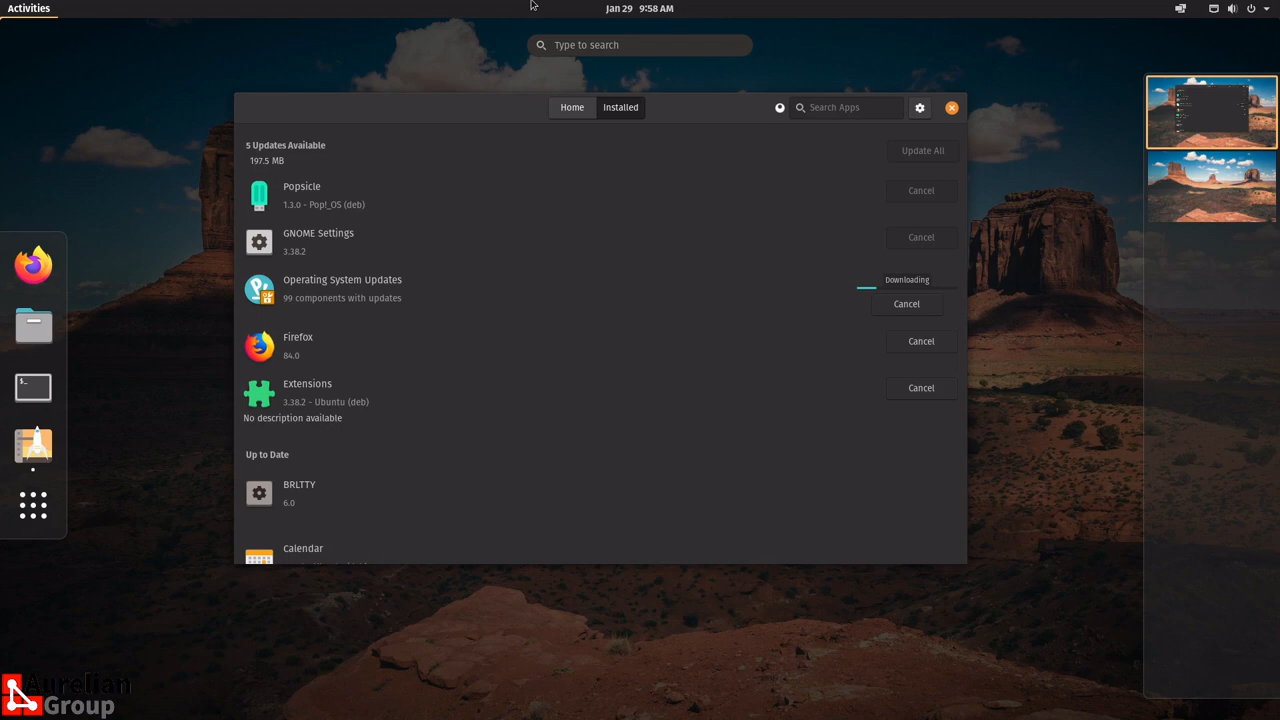 Activities
Jan 29 9:58 AM
Type to search
Home
Installed
Search Apps
5 Updates Available
197.5 MB
Update All
Popsicle
1.3.0 - Pop!_OS (deb)
Cancel
GNOME Settings
3.38.2
Cancel
Operating System Updates
99 components with updates
Downloading
Cancel
Firefox
84.0
Cancel
Extensions
3.38.2 - Ubuntu (deb)
Cancel
No description available
Up to Date
BRLTTY
6.0
Calendar
$_
Aurelian
Group